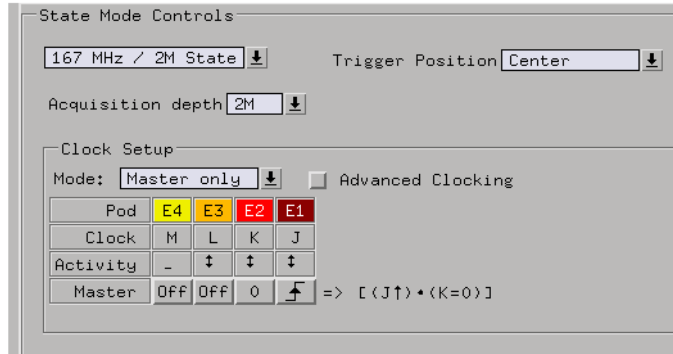 State Mode Controls
167 MHz / 2M State Trigger Position Center
Acquisition depth 2M
Clock Setup
Mode: Master only Advanced Clocking
Pod E4 E3 E2 E1
Clock M L K J
Activity - ↕ ↕ ↕
Master Off Off 0 => [(J↑)•(K=0)]